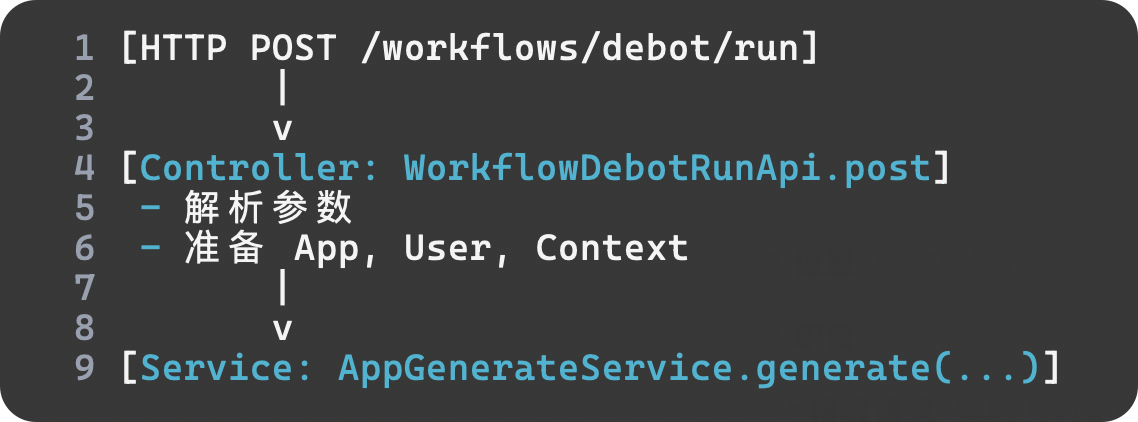 1 [HTTP POST /workflows/debot/run]
2        |
3        v
4 [Controller: WorkflowDebotRunApi.post]
5  - 解析参数
6  - 准备 App, User, Context
7        |
8        v
9 [Service: AppGenerateService.generate(...)]